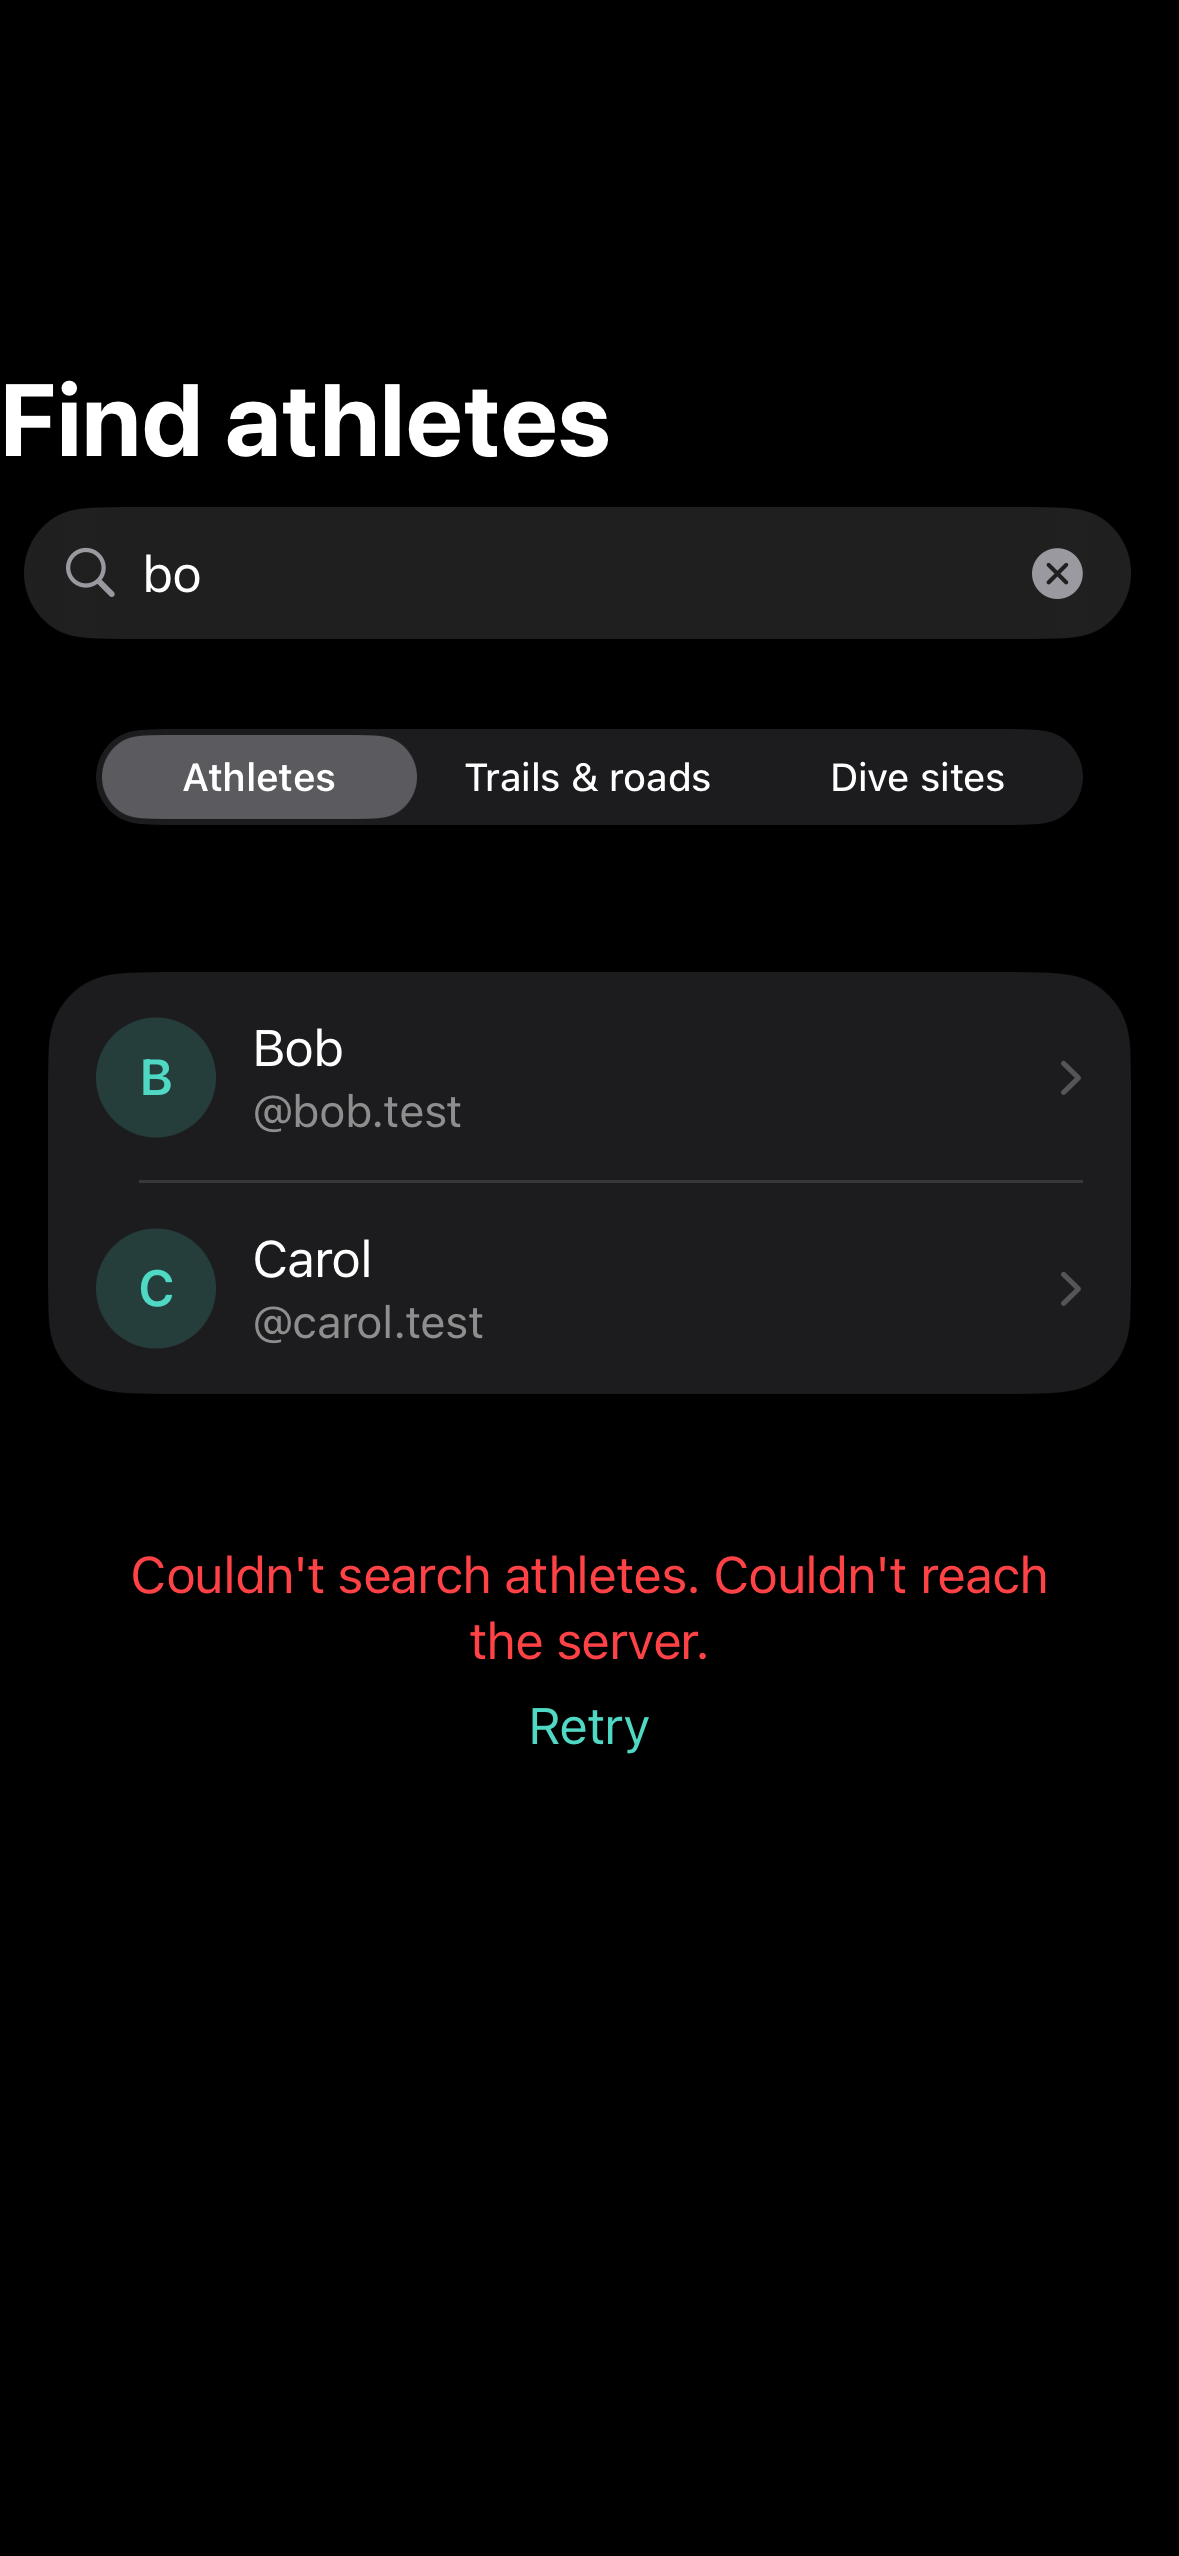 Find athletes
bo
Athletes
Trails & roads
Dive sites
B
Bob
@bob.test
C
Carol
@carol.test
Couldn't search athletes. Couldn't reach
the server.
Retry